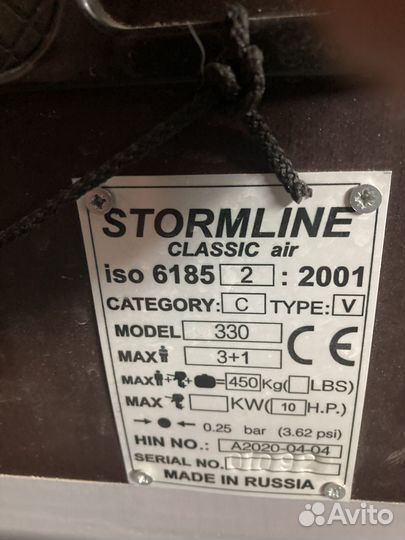 STORMLINE
CLASSIC air
iso 6185 2 : 2001
CATEGORY: C TYPE: V
MODEL 330
MAX 3+1 CE
MAX + + = 450 Kg( LBS)
MAX KW( 10 H.P.)
0.25 bar (3.62 psi)
HIN NO.: A2020-04-04
SERIAL NO.
MADE IN RUSSIA
Avito